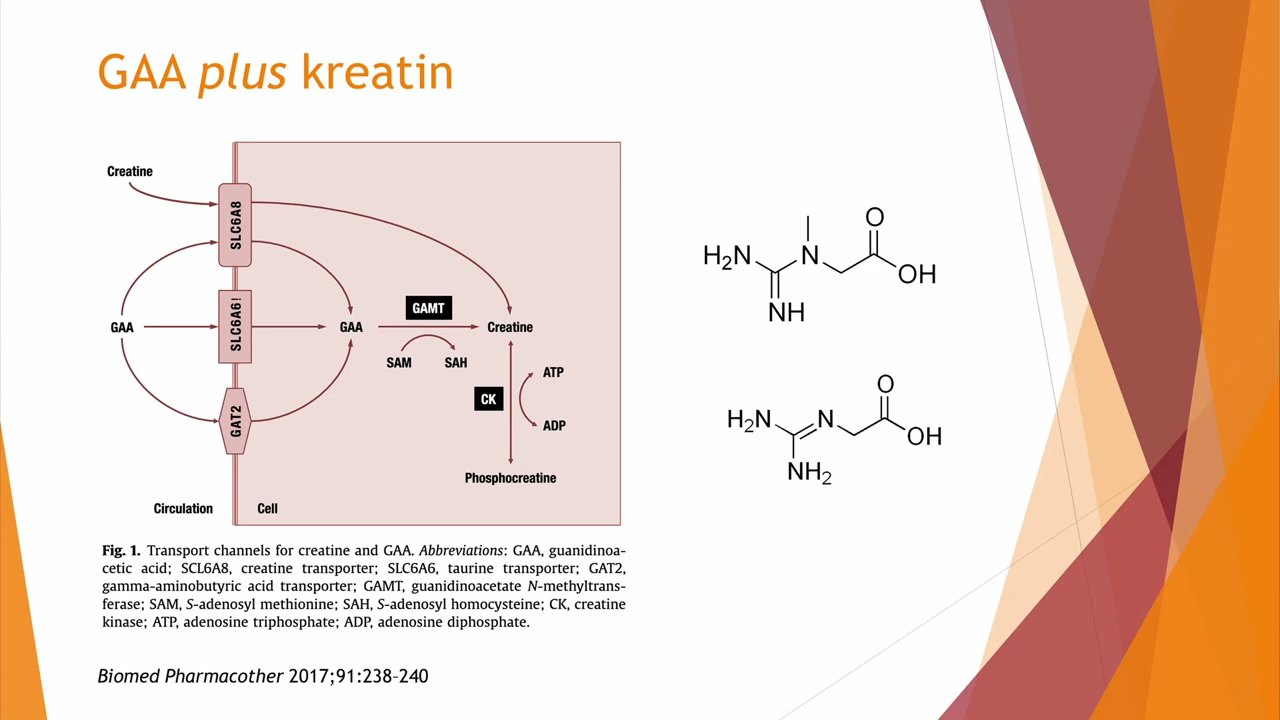 GAA plus kreatin
Creatine
SLC6A8
GAA
SLC6A6!
GAT2
GAA
GAMT
Creatine
SAM
SAH
CK
ATP
ADP
Phosphocreatine
Circulation
Cell
Fig. 1. Transport channels for creatine and GAA. Abbreviations: GAA, guanidinoa-
cetic acid; SCL6A8, creatine transporter; SLC6A6, taurine transporter; GAT2,
gamma-aminobutyric acid transporter; GAMT, guanidinoacetate N-methyltrans-
ferase; SAM, S-adenosyl methionine; SAH, S-adenosyl homocysteine; CK, creatine
kinase; ATP, adenosine triphosphate; ADP, adenosine diphosphate.
Biomed Pharmacother 2017;91:238-240
O
H₂N
N
OH
NH
O
H₂N
N
OH
NH₂